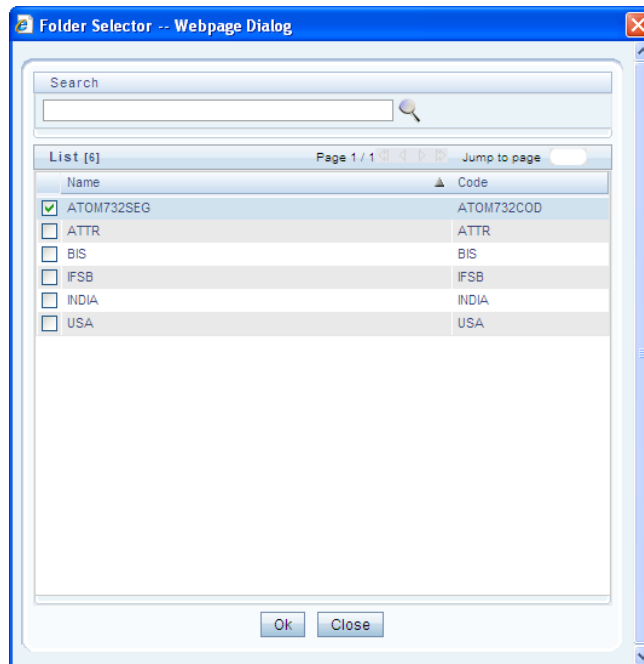 Folder Selector -- Webpage Dialog
Search
List [6] Page 1 / 1 Jump to page
Name Code
ATOM732SEG ATOM732COD
ATTR ATTR
BIS BIS
IFSB IFSB
INDIA INDIA
USA USA
Ok Close